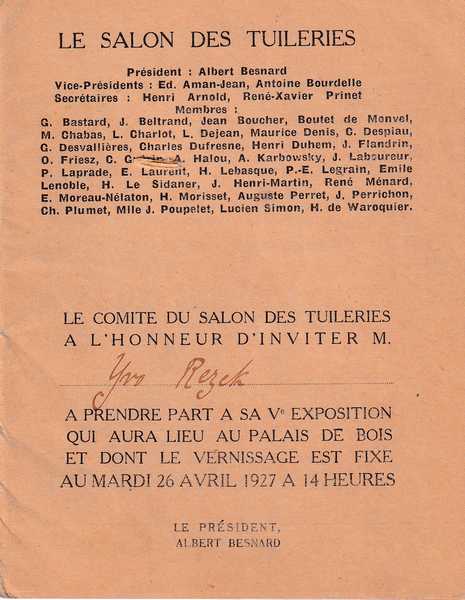 LE SALON DES TUILERIES
Président : Albert Besnard
Vice-Présidents : Ed. Aman-Jean, Antoine Bourdelle
Secrétaires : Henri Arnold, René-Xavier Prinet
Membres :
G. Bastard, J. Beltrand, Jean Boucher, Boutet de Monvel,
M. Chabas, L. Charlot, L. Dejean, Maurice Denis, C. Despiau,
G. Desvallières, Charles Dufresne, Henri Duhem, J. Flandrin,
O. Friesz, C. A. Halou, A. Karbowsky, J. Laboureur,
P. Laprade, E. Laurent, H. Lebasque, P.-E. Legrain, Emile
Lenoble, H. Le Sidaner, J. Henri-Martin, René Ménard,
E. Moreau-Nélaton, H. Morisset, Auguste Perret, J. Perrichon,
Ch. Plumet, Mlle J. Poupelet, Lucien Simon, H. de Waroquier.
LE COMITE DU SALON DES TUILERIES
A L'HONNEUR D'INVITER M.
Yvo Rezek
A PRENDRE PART A SA Vᵉ EXPOSITION
QUI AURA LIEU AU PALAIS DE BOIS
ET DONT LE VERNISSAGE EST FIXE
AU MARDI 26 AVRIL 1927 A 14 HEURES
LE PRÉSIDENT,
ALBERT BESNARD